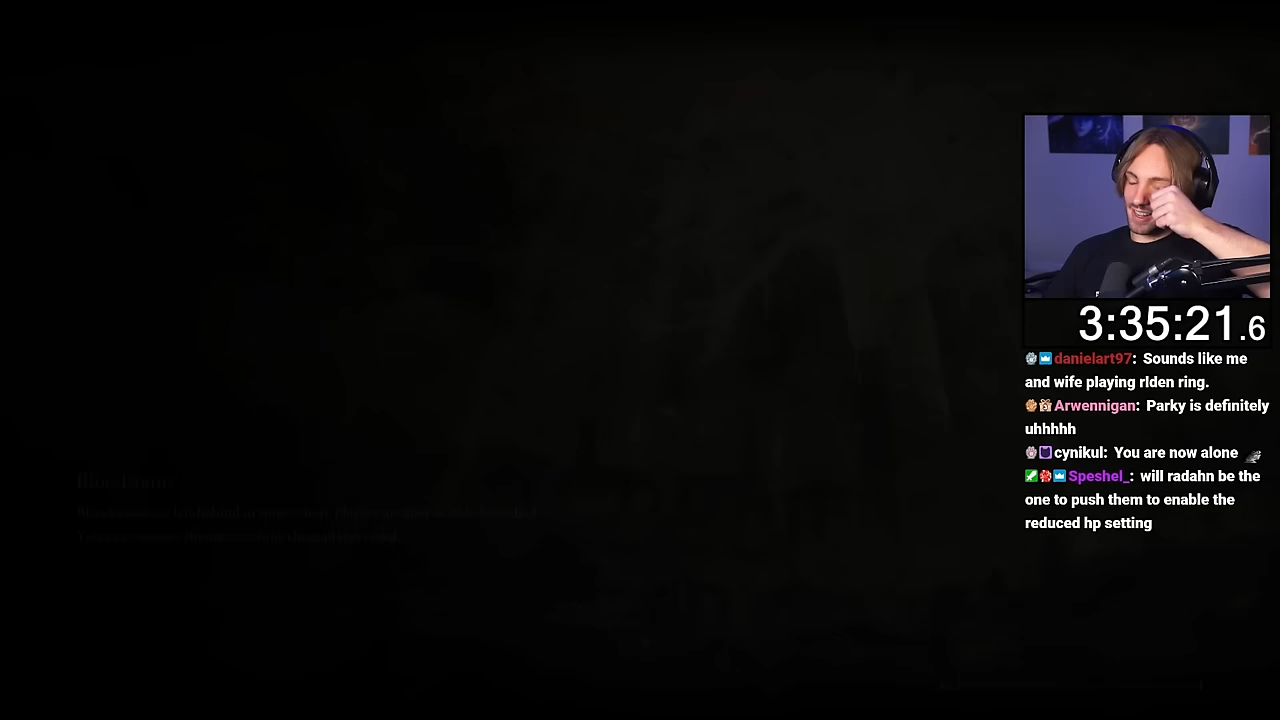 3:35:21.6
danielart97: Sounds like me
and wife playing rlden ring.
Arwennigan: Parky is definitely
uhhhhh
cynikul: You are now alone
Speshel_: will radahn be the
one to push them to enable the
reduced hp setting